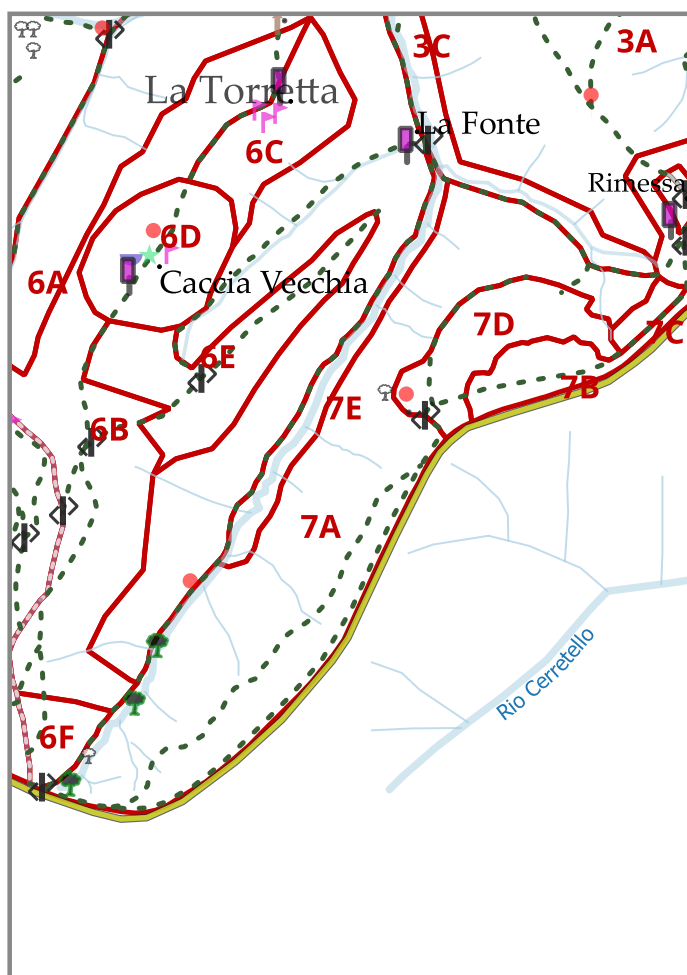 3C
3A
La Torretta
La Fonte
6C
Rimessa
6D
6A
Caccia Vecchia
7D
7C
6E
7B
7E
6B
7A
Rio Cerretello
6F